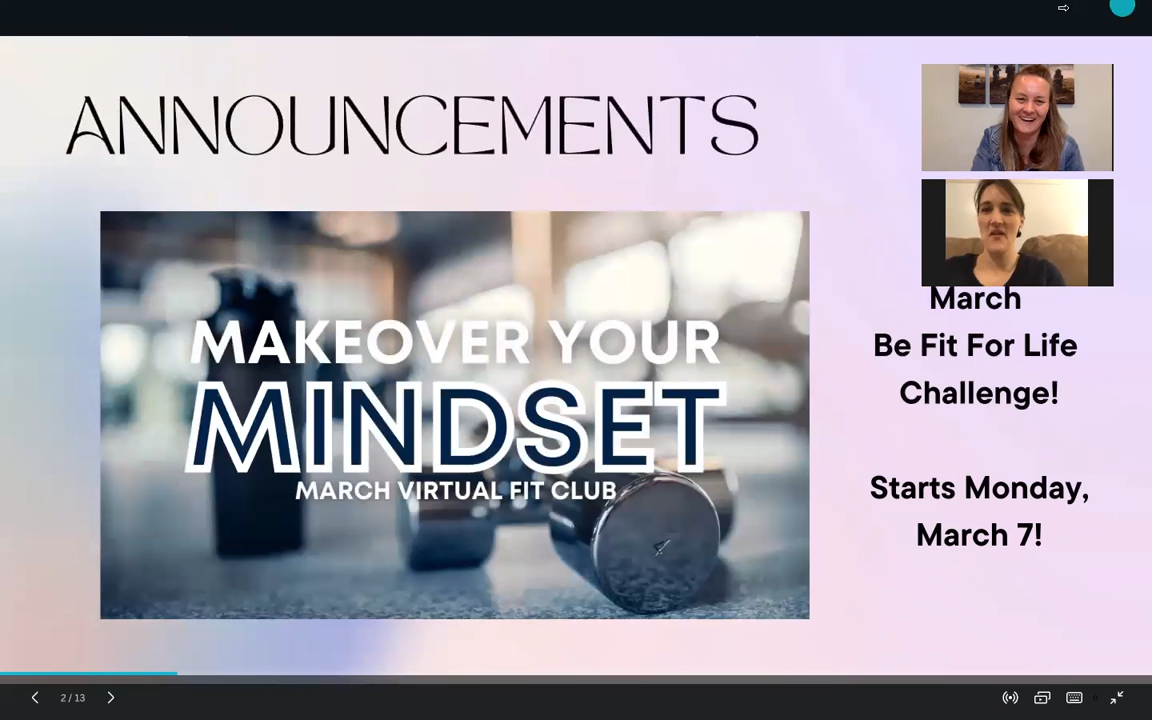 ANNOUNCEMENTS
MAKEOVER YOUR
MINDSET
MARCH VIRTUAL FIT CLUB
March
Be Fit For Life
Challenge!
Starts Monday,
March 7!
2 / 13